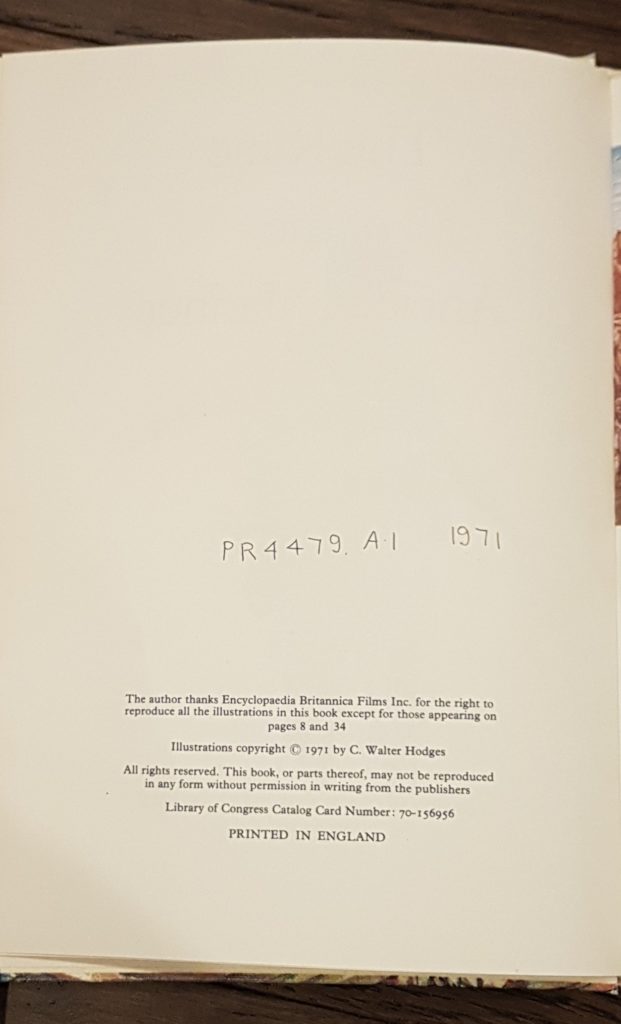 PR4479. A·1 1971
The author thanks Encyclopaedia Britannica Films Inc. for the right to
reproduce all the illustrations in this book except for those appearing on
pages 8 and 34
Illustrations copyright © 1971 by C. Walter Hodges
All rights reserved. This book, or parts thereof, may not be reproduced
in any form without permission in writing from the publishers
Library of Congress Catalog Card Number: 70-156956
PRINTED IN ENGLAND